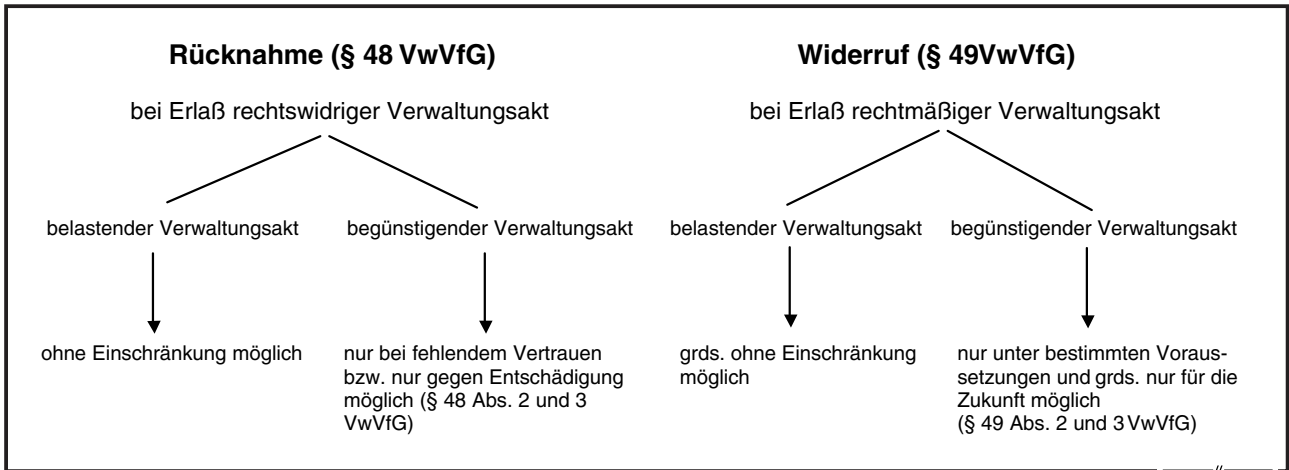 Rücknahme (§ 48 VwVfG)
bei Erlaß rechtswidriger Verwaltungsakt
belastender Verwaltungsakt
begünstigender Verwaltungsakt
ohne Einschränkung möglich
nur bei fehlendem Vertrauen
bzw. nur gegen Entschädigung
möglich (§ 48 Abs. 2 und 3
VwVfG)
Widerruf (§ 49VwVfG)
bei Erlaß rechtmäßiger Verwaltungsakt
belastender Verwaltungsakt
begünstigender Verwaltungsakt
grds. ohne Einschränkung
möglich
nur unter bestimmten Voraus-
setzungen und grds. nur für die
Zukunft möglich
(§ 49 Abs. 2 und 3 VwVfG)